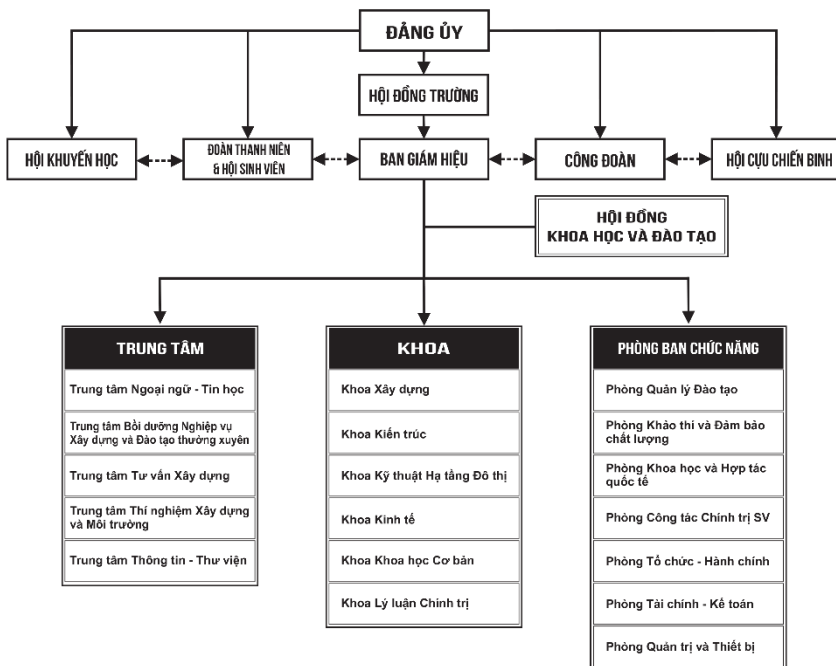 ĐẢNG ỦY
HỘI ĐỒNG TRƯỜNG
HỘI KHUYẾN HỌC
ĐOÀN THANH NIÊN
& HỘI SINH VIÊN
BAN GIÁM HIỆU
CÔNG ĐOÀN
HỘI CỰU CHIẾN BINH
HỘI ĐỒNG
KHOA HỌC VÀ ĐÀO TẠO
TRUNG TÂM
Trung tâm Ngoại ngữ - Tin học
Trung tâm Bồi dưỡng Nghiệp vụ
Xây dựng và Đào tạo thường xuyên
Trung tâm Tư vấn Xây dựng
Trung tâm Thí nghiệm Xây dựng
và Môi trường
Trung tâm Thông tin - Thư viện
KHOA
Khoa Xây dựng
Khoa Kiến trúc
Khoa Kỹ thuật Hạ tầng Đô thị
Khoa Kinh tế
Khoa Khoa học Cơ bản
Khoa Lý luận Chính trị
PHÒNG BAN CHỨC NĂNG
Phòng Quản lý Đào tạo
Phòng Khảo thí và Đảm bảo
chất lượng
Phòng Khoa học và Hợp tác
quốc tế
Phòng Công tác Chính trị SV
Phòng Tổ chức - Hành chính
Phòng Tài chính - Kế toán
Phòng Quản trị và Thiết bị